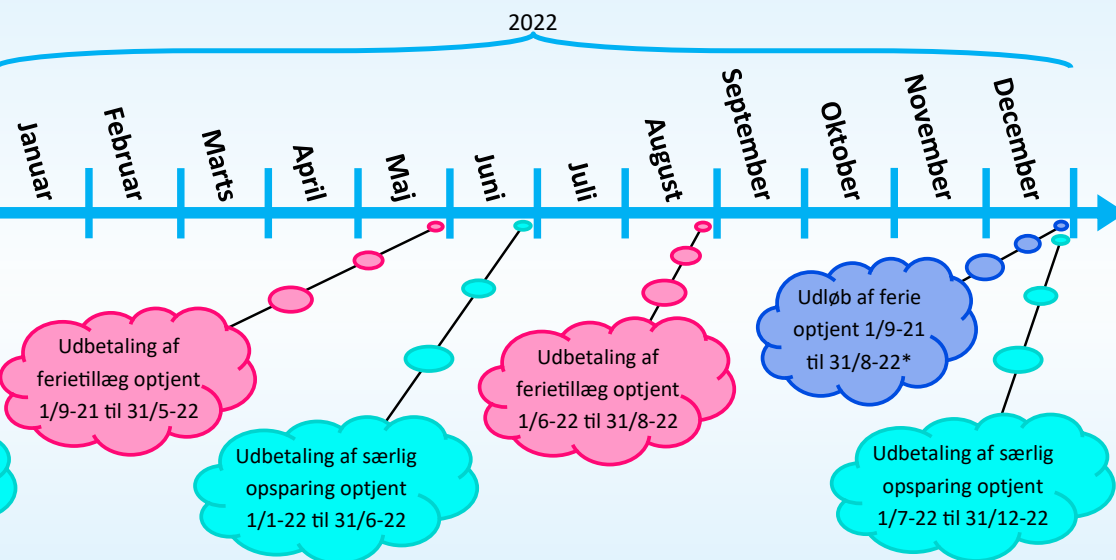 2022
Januar
Februar
Marts
April
Maj
Juni
Juli
August
September
Oktober
November
December
Udbetaling af
ferietillæg optjent
1/9-21 til 31/5-22
Udbetaling af særlig
opsparing optjent
1/1-22 til 31/6-22
Udbetaling af
ferietillæg optjent
1/6-22 til 31/8-22
Udløb af ferie
optjent 1/9-21
til 31/8-22*
Udbetaling af særlig
opsparing optjent
1/7-22 til 31/12-22